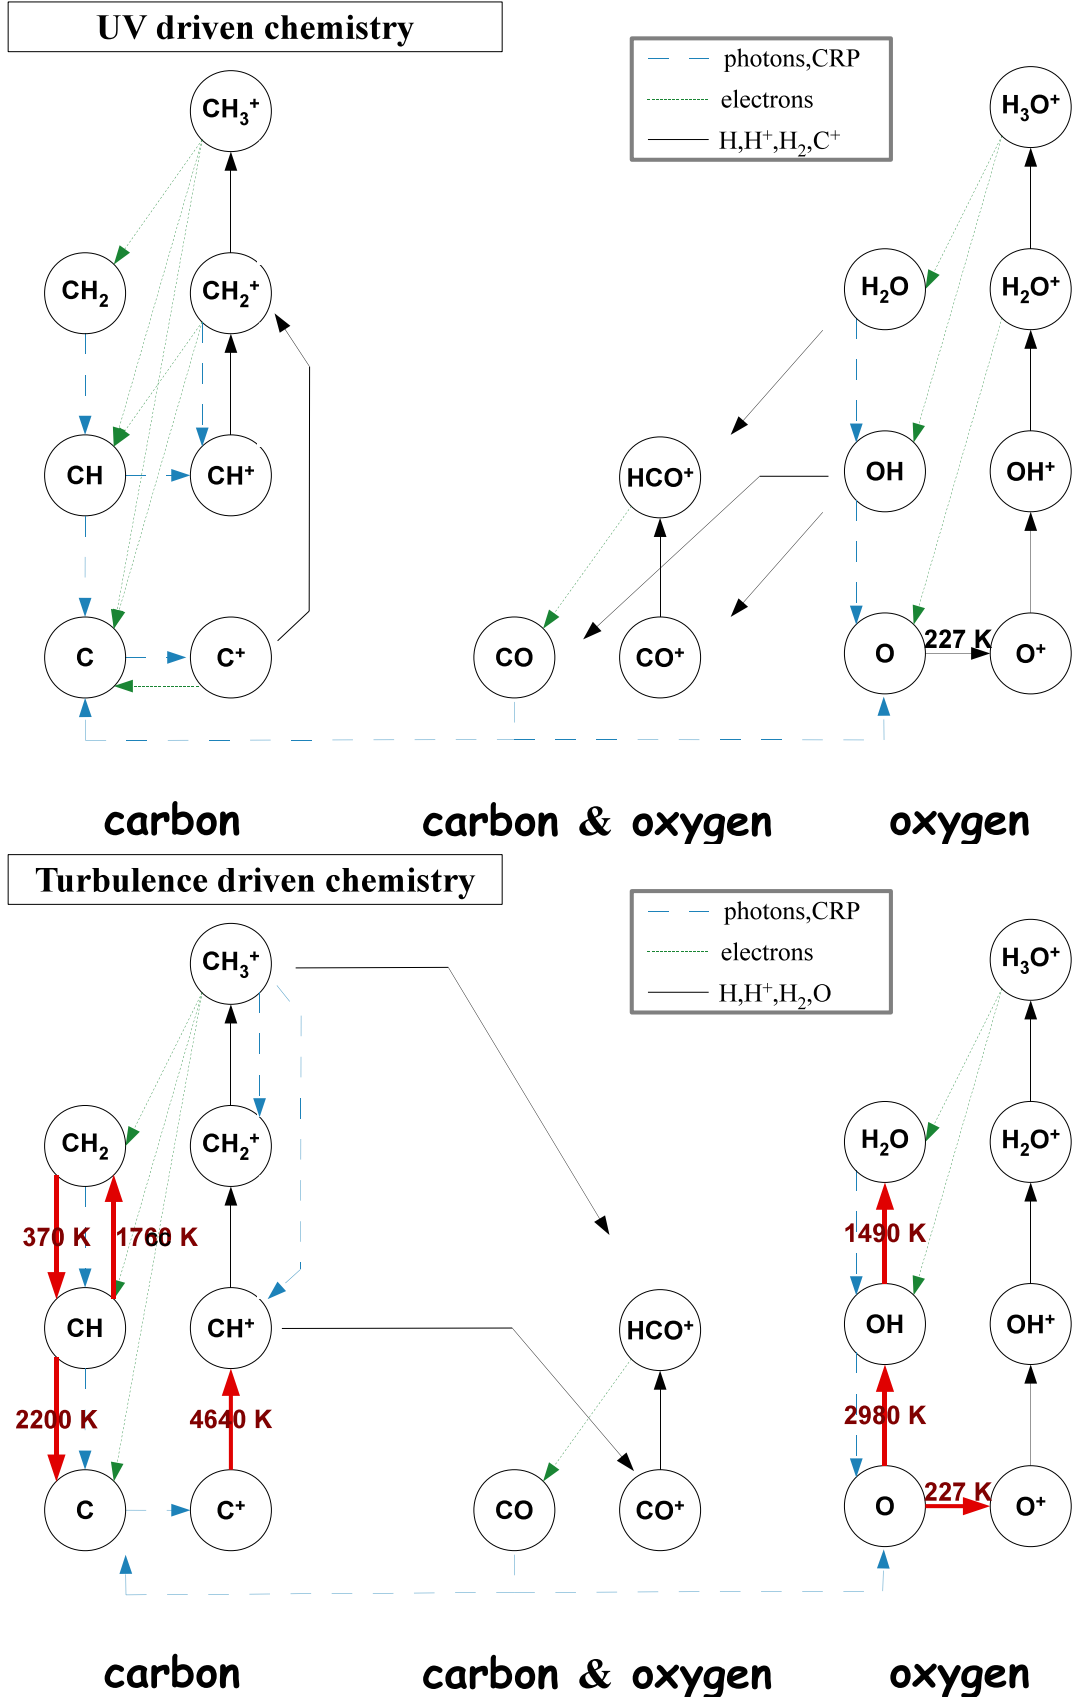 UV driven chemistry
photons,CRP
electrons
H,H⁺,H₂,C⁺
CH₃⁺
H₃O⁺
CH₂
CH₂⁺
H₂O
H₂O⁺
CH
CH⁺
HCO⁺
OH
OH⁺
C
C⁺
CO
CO⁺
O
227 K
O⁺
carbon
carbon & oxygen
oxygen
Turbulence driven chemistry
photons,CRP
electrons
H,H⁺,H₂,O
CH₃⁺
H₃O⁺
CH₂
CH₂⁺
H₂O
H₂O⁺
370 K
1760 K
1490 K
CH
CH⁺
HCO⁺
OH
OH⁺
2200 K
4640 K
2980 K
C
C⁺
CO
CO⁺
O
227 K
O⁺
carbon
carbon & oxygen
oxygen